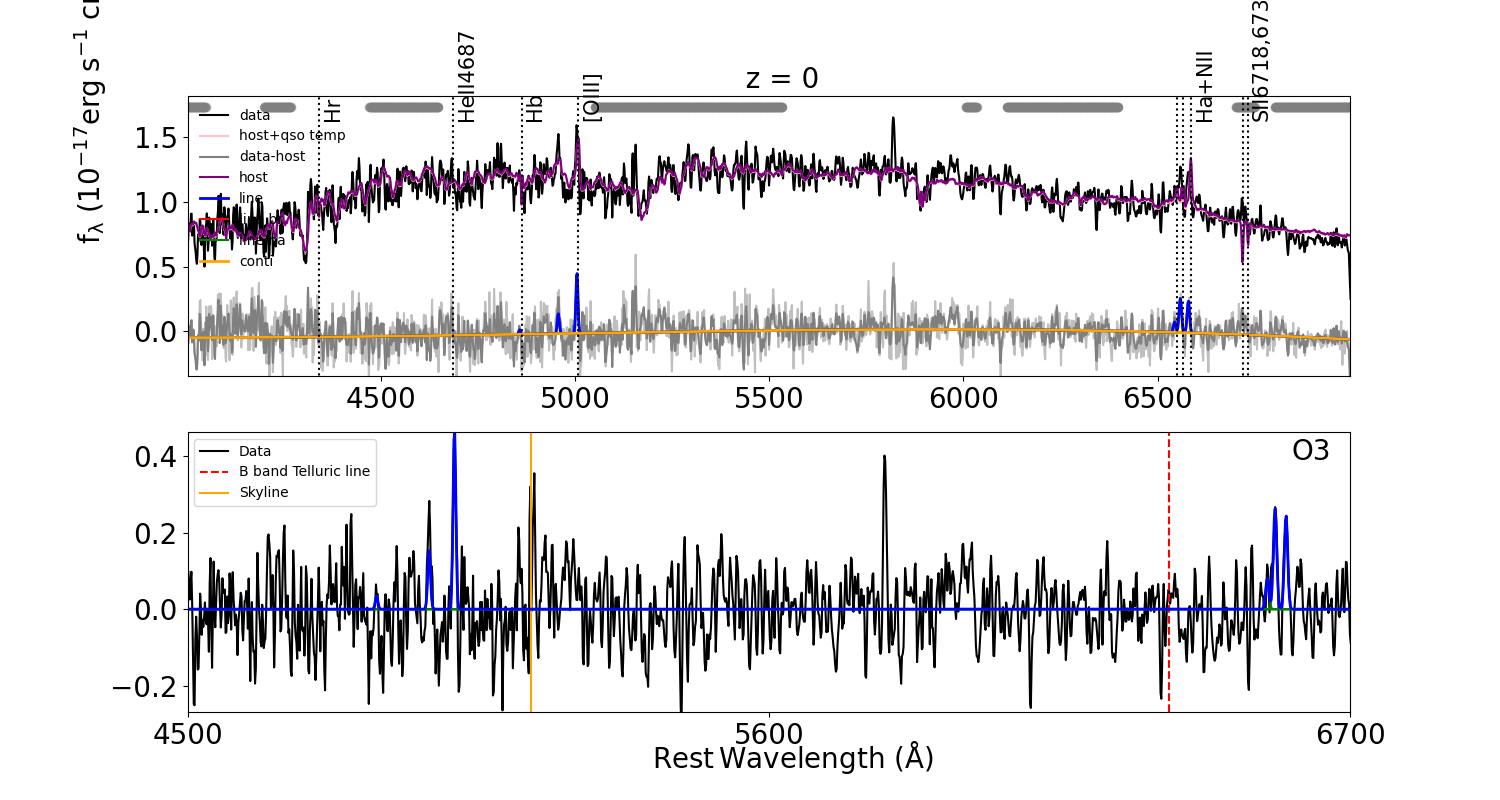 z = 0
Hr
HeII4687
Hb
[OIII]
Ha+NII
SII6718,673
fλ (10−17erg s−1 c
data
host+qso temp
data-host
host
line
conti
1.5
1.0
0.5
0.0
4500 5000 5500 6000 6500
O3
Data
B band Telluric line
Skyline
0.4
0.2
0.0
−0.2
4500 5600 6700
Rest Wavelength (Å)